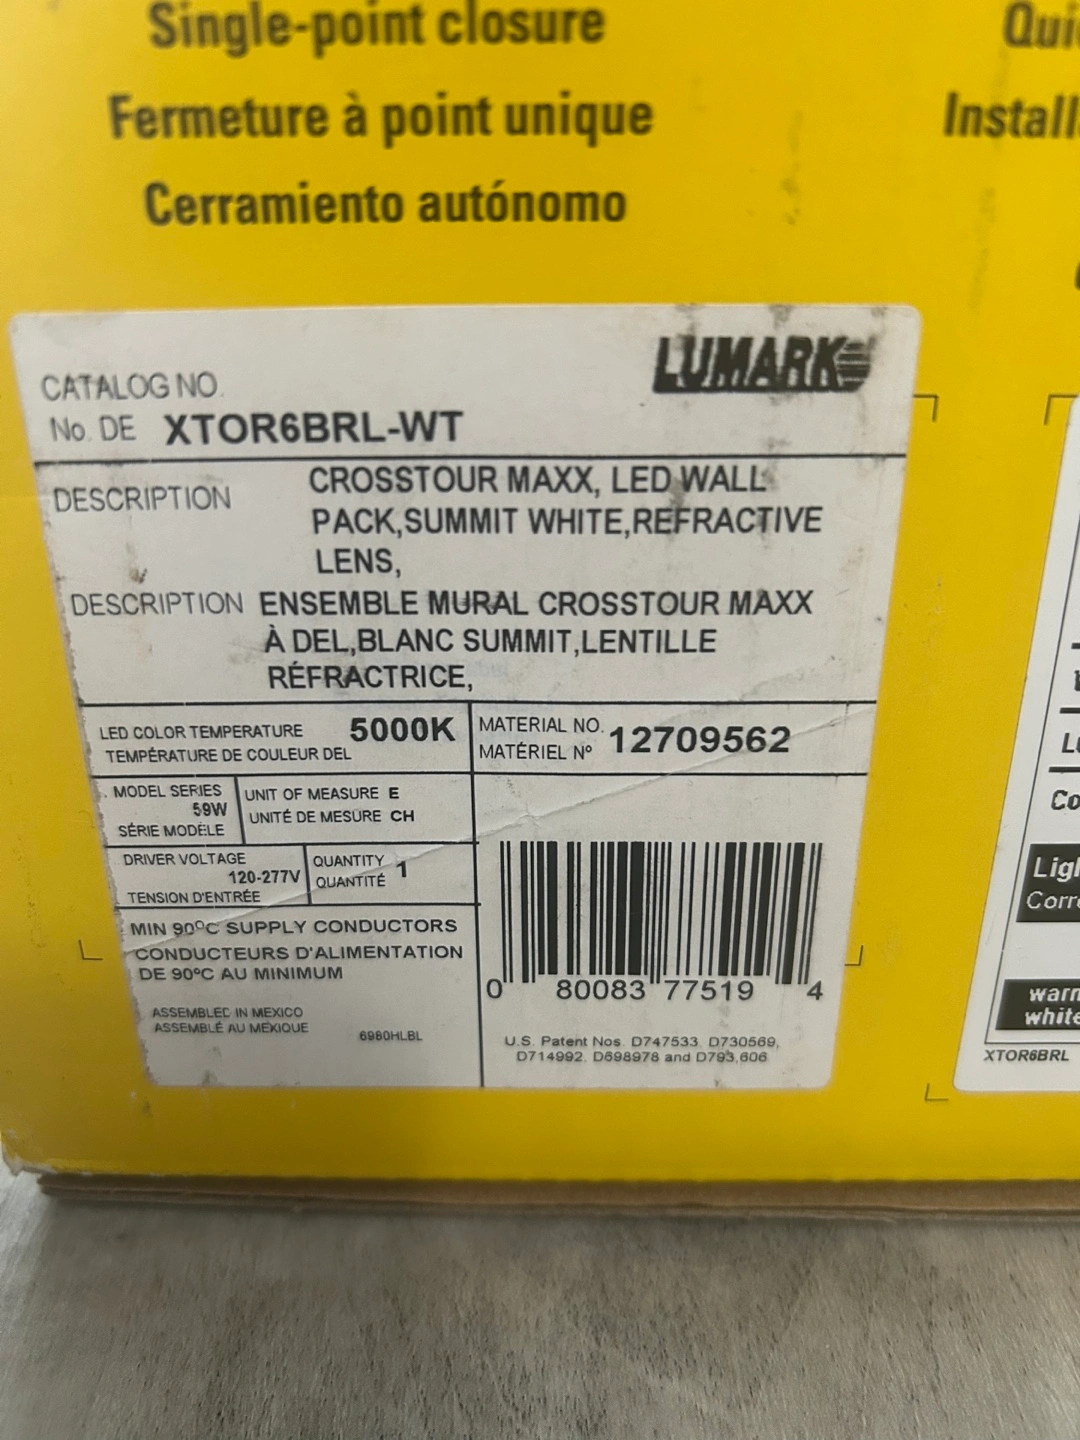 Single-point closure
Fermeture à point unique
Cerramiento autónomo
Install
LUMARK
CATALOG NO.
No. DE XTOR6BRL-WT
DESCRIPTION CROSSTOUR MAXX, LED WALL
PACK,SUMMIT WHITE,REFRACTIVE
LENS,
DESCRIPTION ENSEMBLE MURAL CROSSTOUR MAXX
À DEL,BLANC SUMMIT,LENTILLE
RÉFRACTRICE,
LED COLOR TEMPERATURE 5000K
TEMPÉRATURE DE COULEUR DEL
MATERIAL NO. 12709562
MATÉRIEL Nº
MODEL SERIES
59W
SÉRIE MODÈLE
UNIT OF MEASURE E
UNITÉ DE MESURE CH
DRIVER VOLTAGE
120-277V
TENSION D'ENTRÉE
QUANTITY 1
QUANTITÉ
MIN 90ºC SUPPLY CONDUCTORS
CONDUCTEURS D'ALIMENTATION
DE 90ºC AU MINIMUM
ASSEMBLED IN MEXICO
ASSEMBLÉ AU MEXIQUE
6980HLBL
0 80083 77519 4
U.S. Patent Nos. D747533, D730569,
D714992, D698978 and D793,606
Co
Ligh
Corre
warm
white
XTOR6BRL